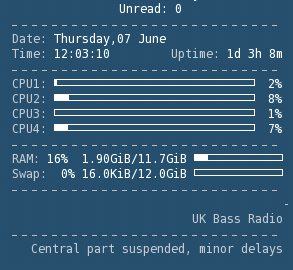 Unread: 0
Date: Thursday,07 June
Time: 12:03:10 Uptime: 1d 3h 8m
CPU1: 2%
CPU2: 8%
CPU3: 1%
CPU4: 7%
RAM: 16% 1.90GiB/11.7GiB
Swap: 0% 16.0KiB/12.0GiB
UK Bass Radio
Central part suspended, minor delays